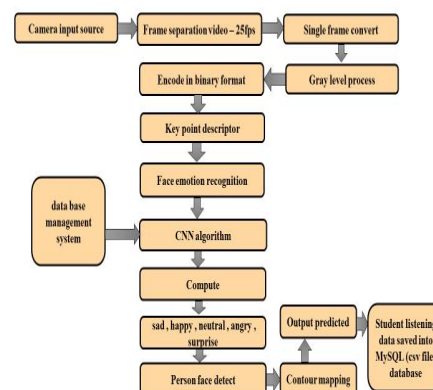 Camera input source
Frame separation video – 25fps
Single frame convert
Encode in binary format
Gray level process
Key point descriptor
Face emotion recognition
data base
management
system
CNN algorithm
Compute
sad , happy , neutral , angry ,
surprise
Output predicted
Student listening
data saved into
MySQL (csv file
database
Person face detect
Contour mapping